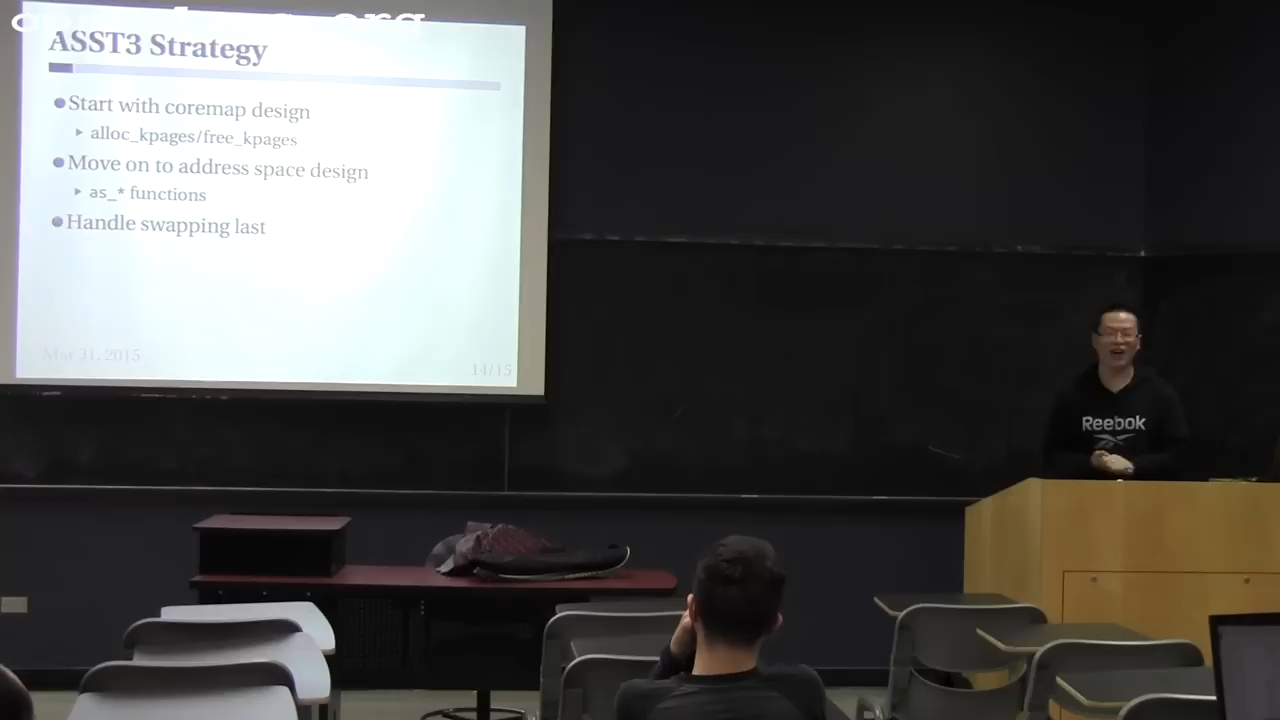 ASST3 Strategy
Start with coremap design
alloc_kpages/free_kpages
Move on to address space design
as_* functions
Handle swapping last
Mar 31, 2015
14/15
Reebok